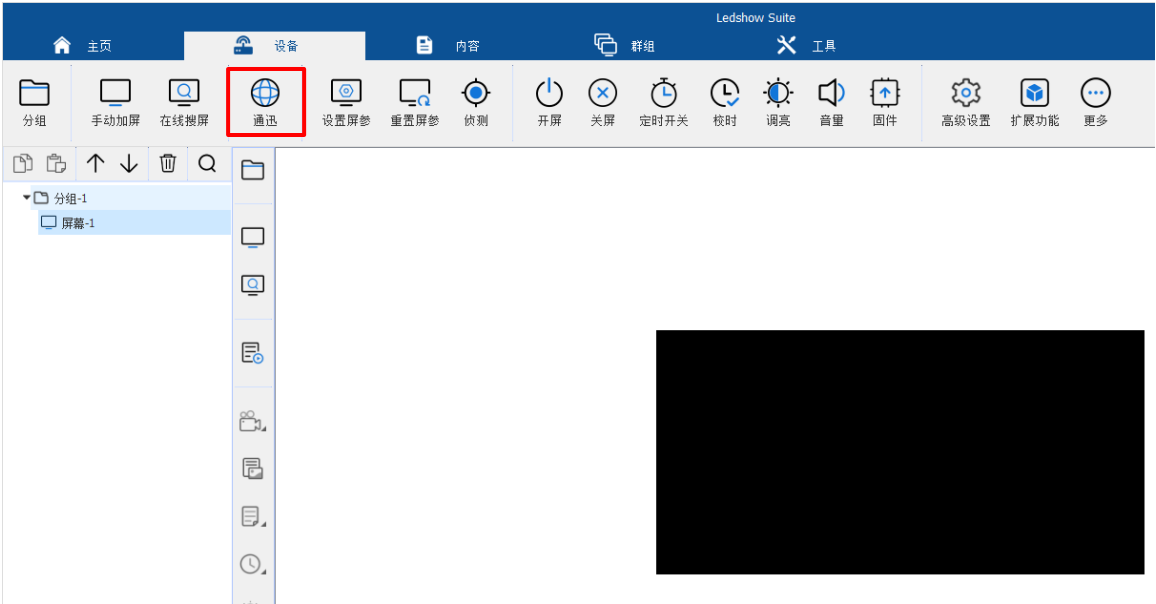 Ledshow Suite
主页
设备
内容
群组
工具
分组
手动加屏
在线搜屏
通迅
设置屏参
重置屏参
侦测
开屏
关屏
定时开关
校时
调亮
音里
固件
高级设置
扩展功能
更多
分组-1
屏幕-1